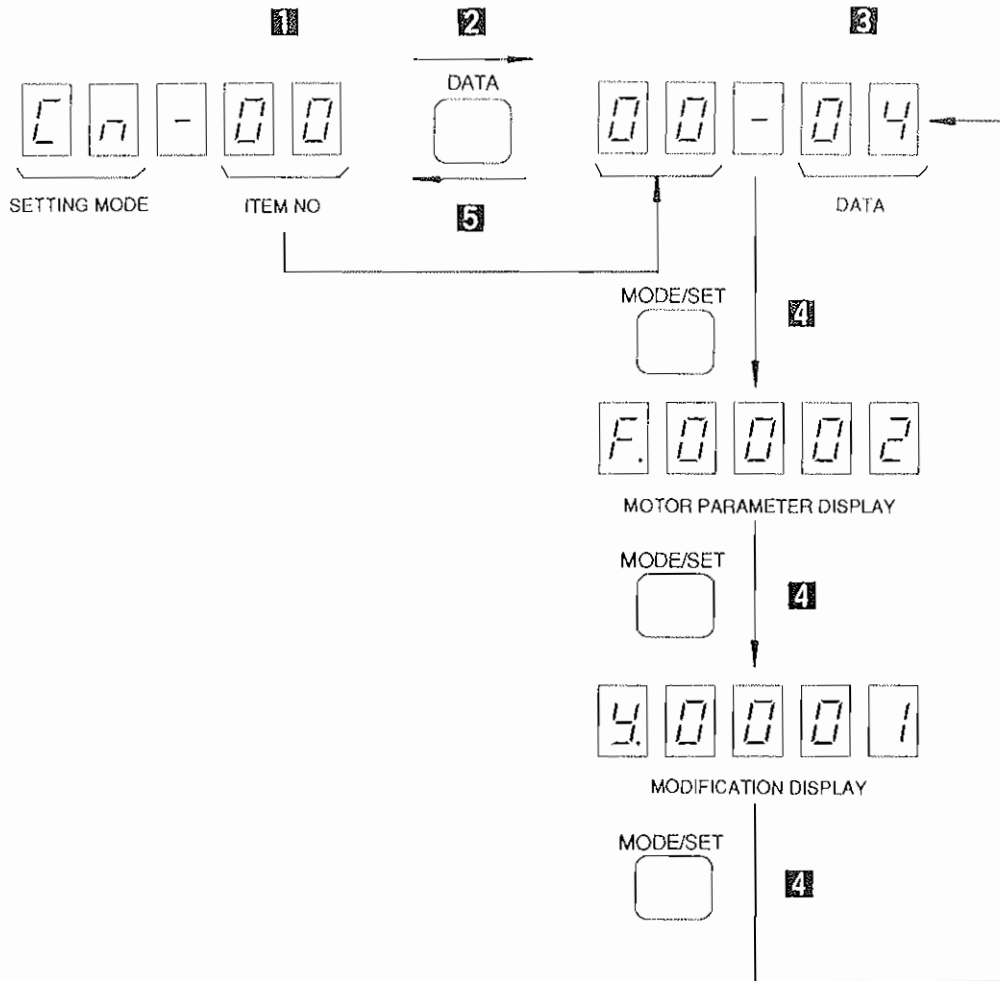 1 2 3
Cn-00 DATA 00-04
SETTING MODE ITEM NO 5 DATA
MODE/SET 4
F.0002
MOTOR PARAMETER DISPLAY
MODE/SET 4
y.0001
MODIFICATION DISPLAY
MODE/SET 4